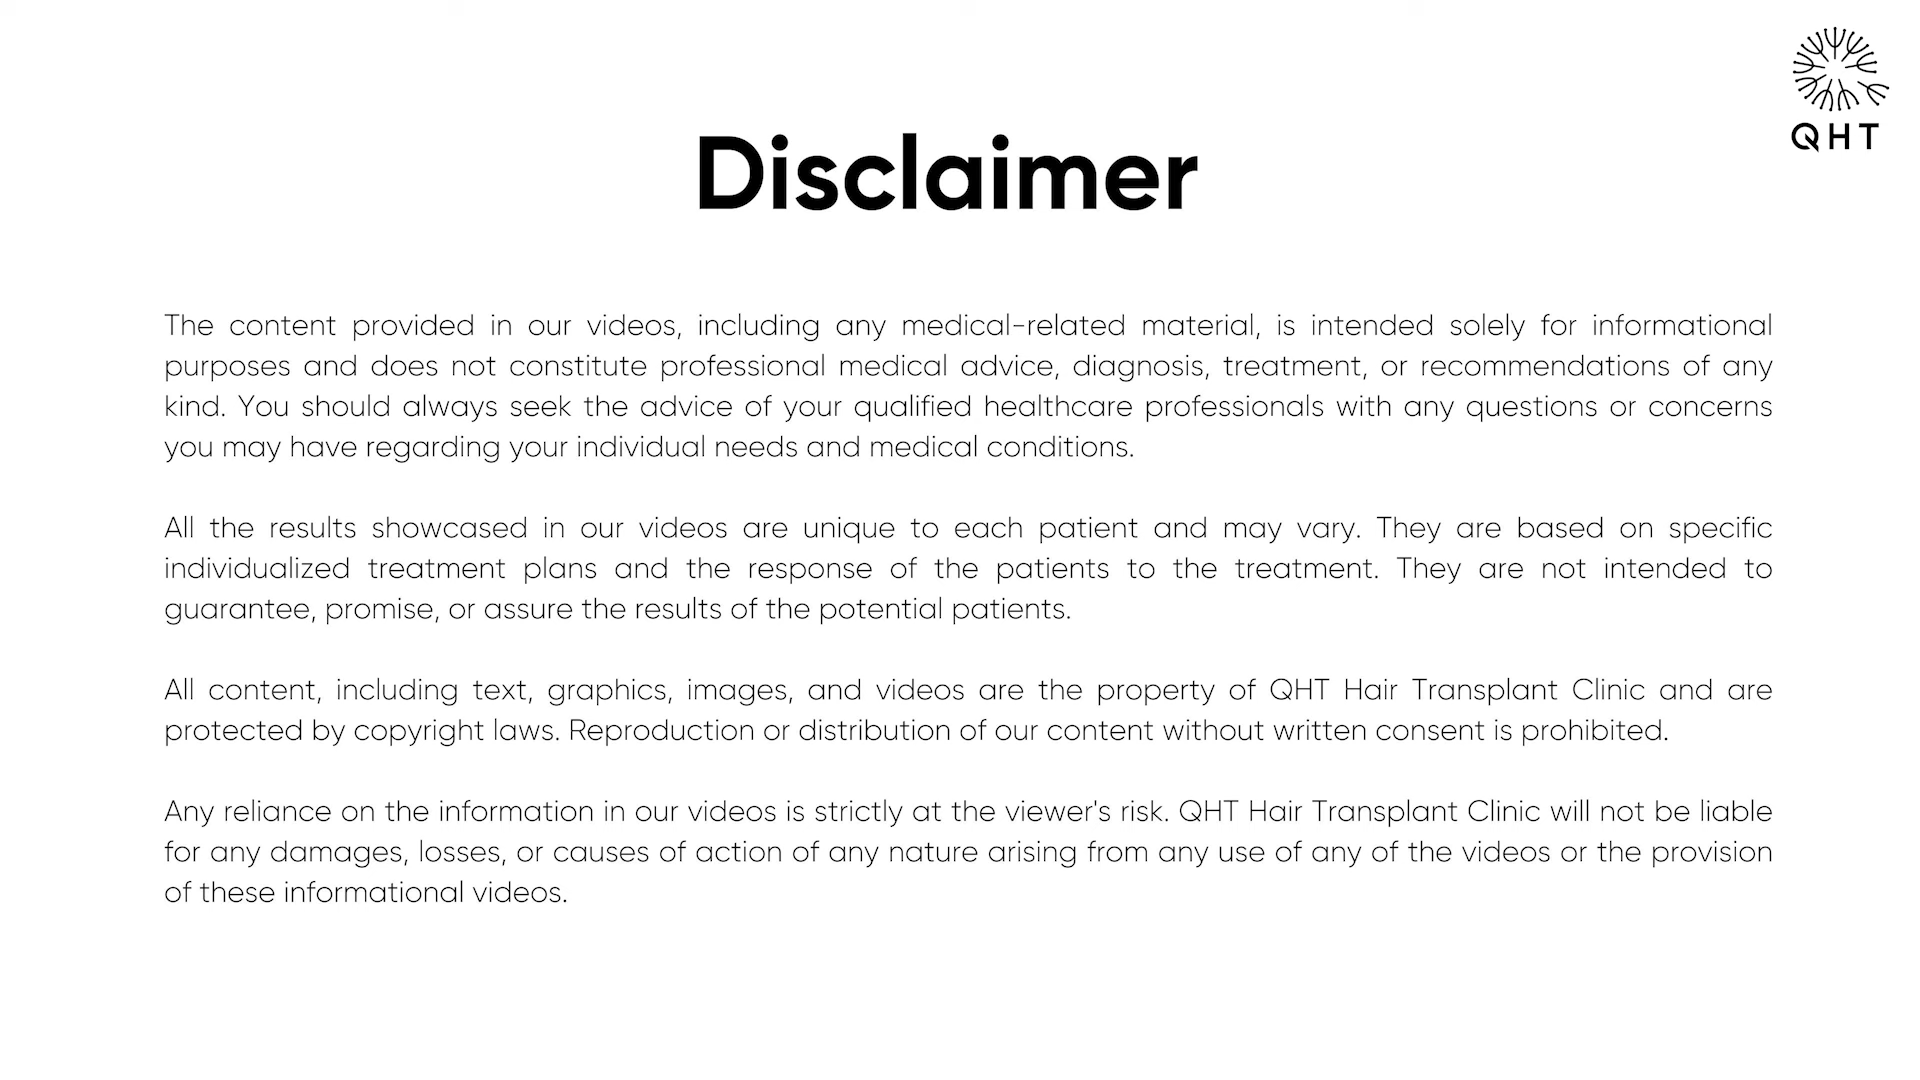 QHT
Disclaimer
The content provided in our videos, including any medical-related material, is intended solely for informational
purposes and does not constitute professional medical advice, diagnosis, treatment, or recommendations of any
kind. You should always seek the advice of your qualified healthcare professionals with any questions or concerns
you may have regarding your individual needs and medical conditions.
All the results showcased in our videos are unique to each patient and may vary. They are based on specific
individualized treatment plans and the response of the patients to the treatment. They are not intended to
guarantee, promise, or assure the results of the potential patients.
All content, including text, graphics, images, and videos are the property of QHT Hair Transplant Clinic and are
protected by copyright laws. Reproduction or distribution of our content without written consent is prohibited.
Any reliance on the information in our videos is strictly at the viewer's risk. QHT Hair Transplant Clinic will not be liable
for any damages, losses, or causes of action of any nature arising from any use of any of the videos or the provision
of these informational videos.